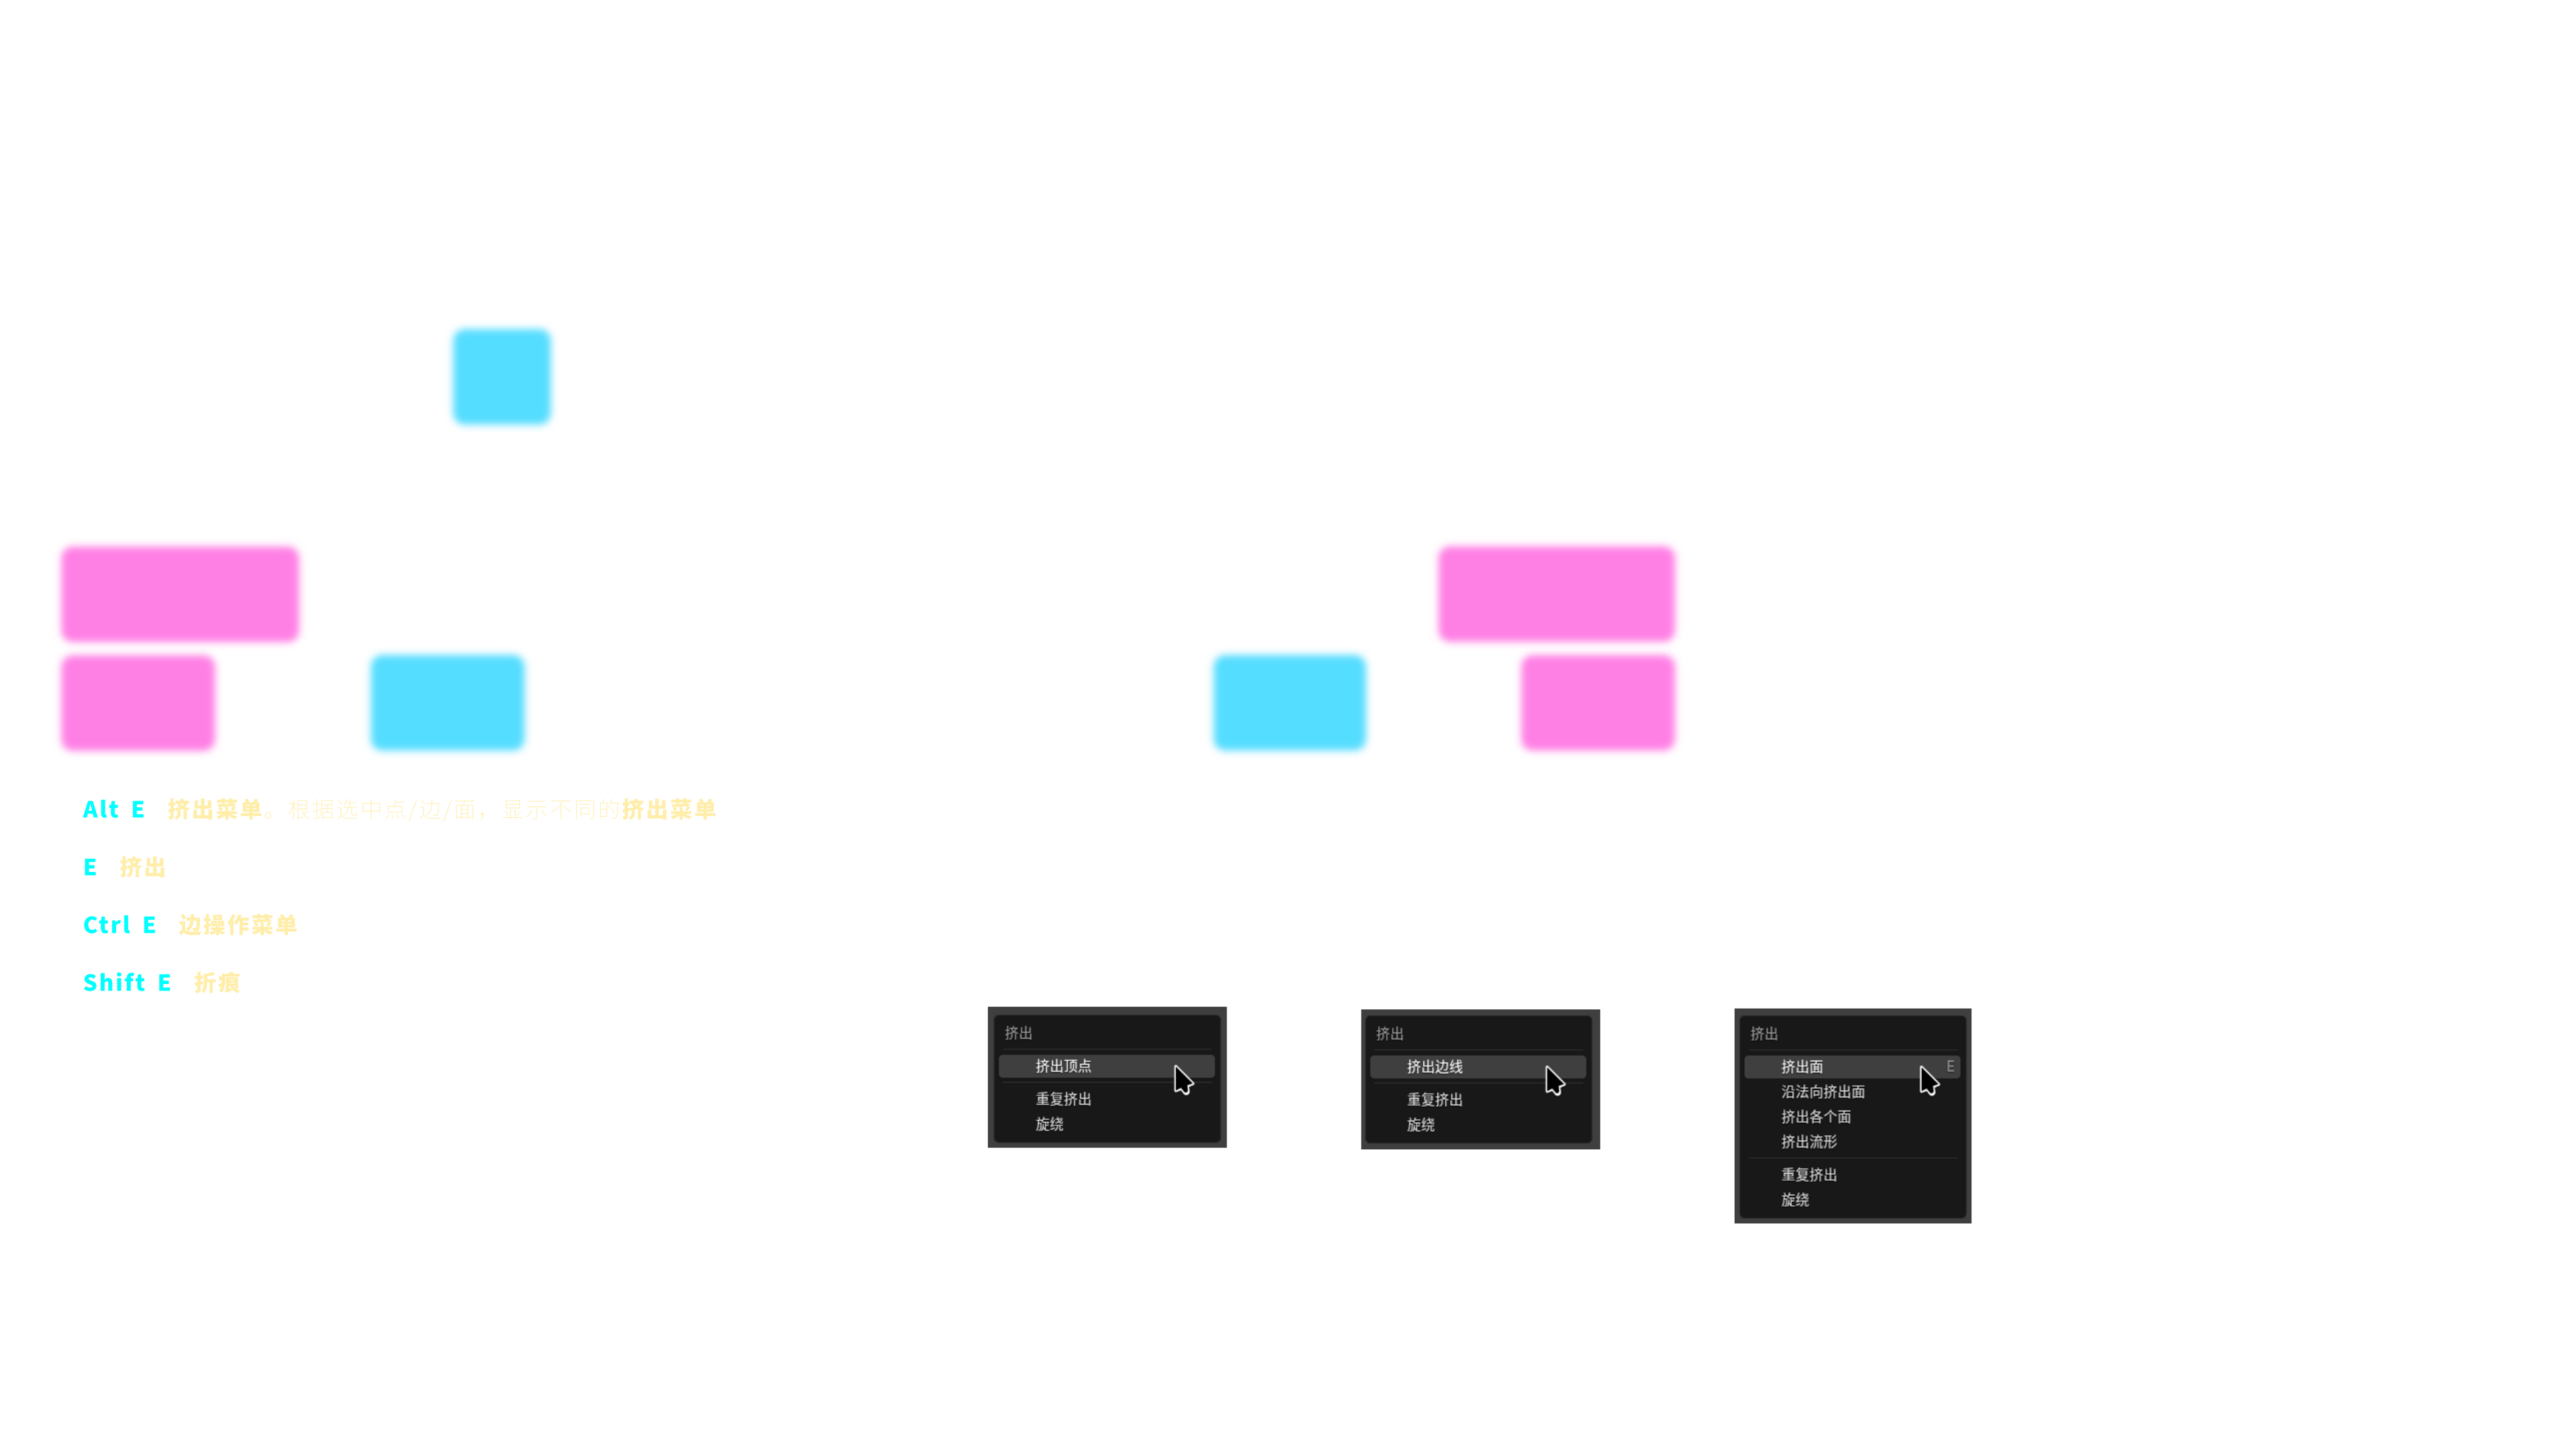 Alt E 挤出菜单。根据选中点/边/面，显示不同的挤出菜单
E 挤出
Ctrl E 边操作菜单
Shift E 折痕
挤出
挤出顶点
重复挤出
旋绕
挤出
挤出边线
重复挤出
旋绕
挤出
挤出面 E
沿法向挤出面
挤出各个面
挤出流形
重复挤出
旋绕